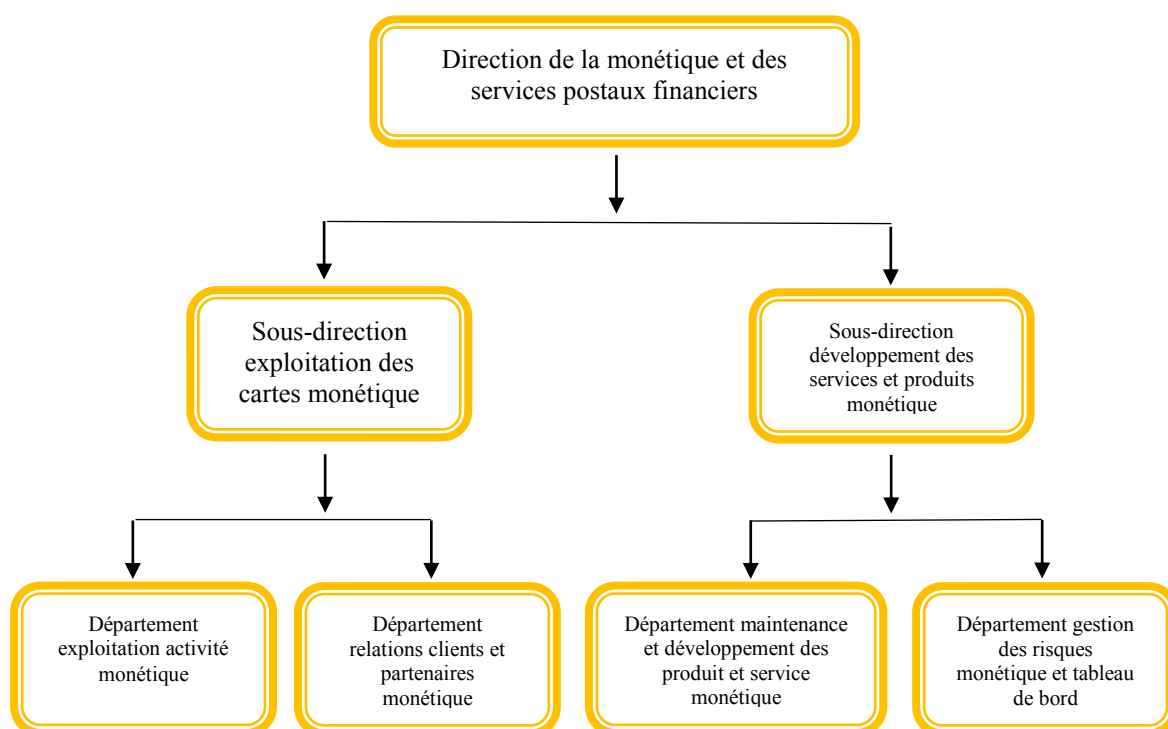 Direction de la monétique et des
services postaux financiers
Sous-direction
exploitation des
cartes monétique
Sous-direction
développement des
services et produits
monétique
Département
exploitation activité
monétique
Département
relations clients et
partenaires
monétique
Département maintenance
et développement des
produit et service
monétique
Département gestion
des risques
monétique et tableau
de bord